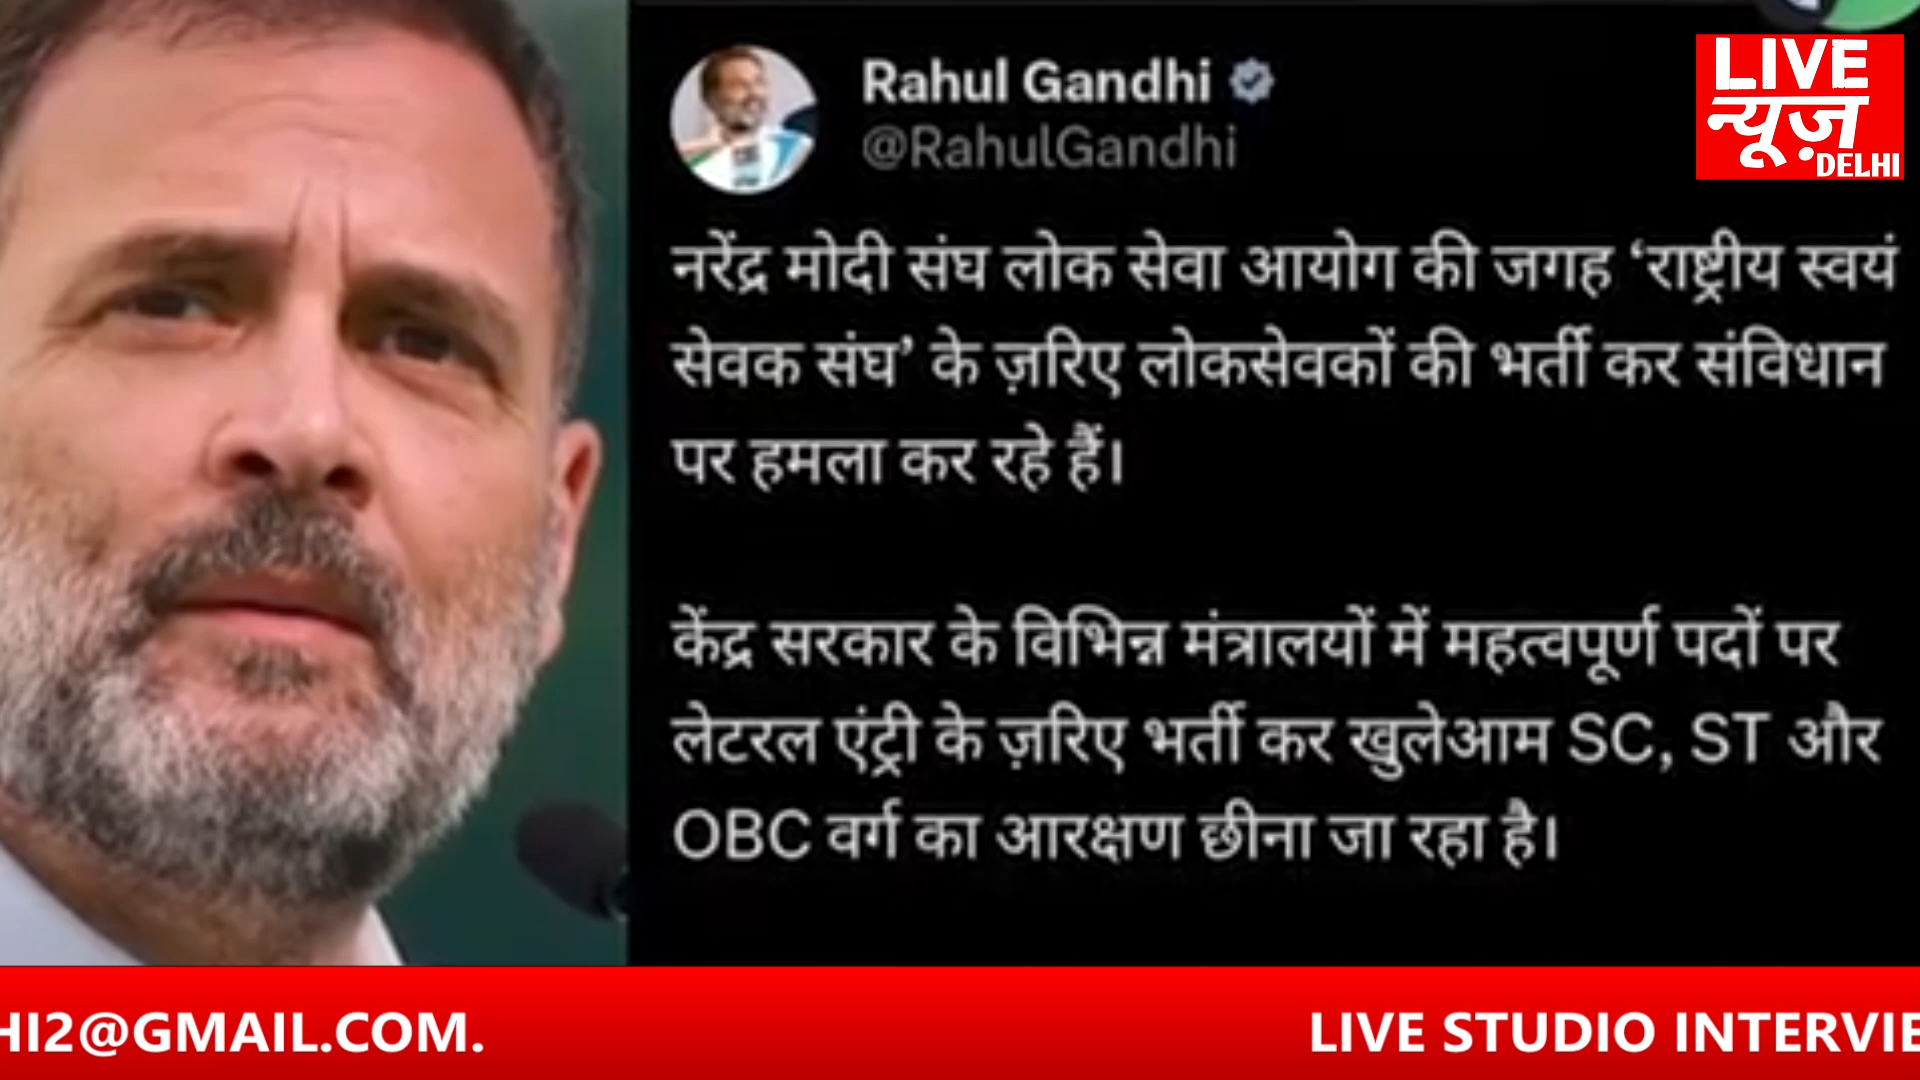 Rahul Gandhi
@RahulGandhi
LIVE
न्यूज़
DELHI
नरेंद्र मोदी संघ लोक सेवा आयोग की जगह ‘राष्ट्रीय स्वयं
सेवक संघ’ के ज़रिए लोकसेवकों की भर्ती कर संविधान
पर हमला कर रहे हैं।
केंद्र सरकार के विभिन्न मंत्रालयों में महत्वपूर्ण पदों पर
लेटरल एंट्री के ज़रिए भर्ती कर खुलेआम SC, ST और
OBC वर्ग का आरक्षण छीना जा रहा है।
HI2@GMAIL.COM.
LIVE STUDIO INTERVIE